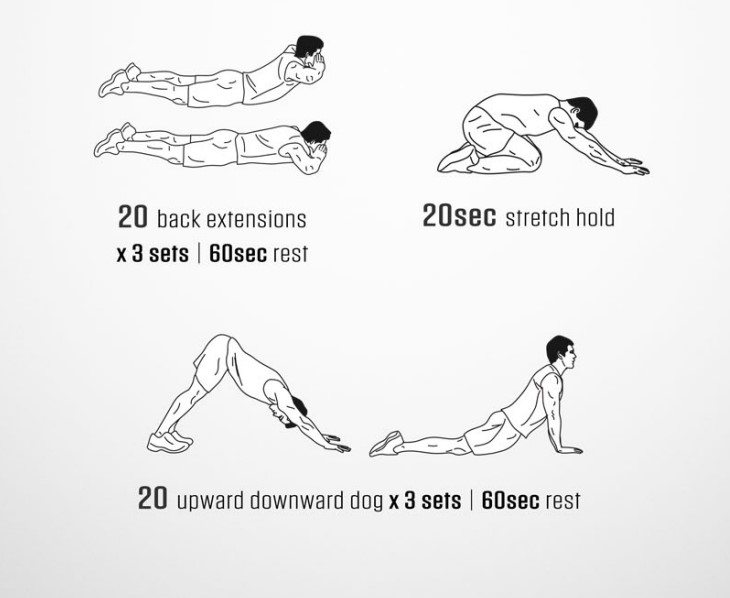 20 back extensions
x 3 sets | 60sec rest
20sec stretch hold
20 upward downward dog x 3 sets | 60sec rest